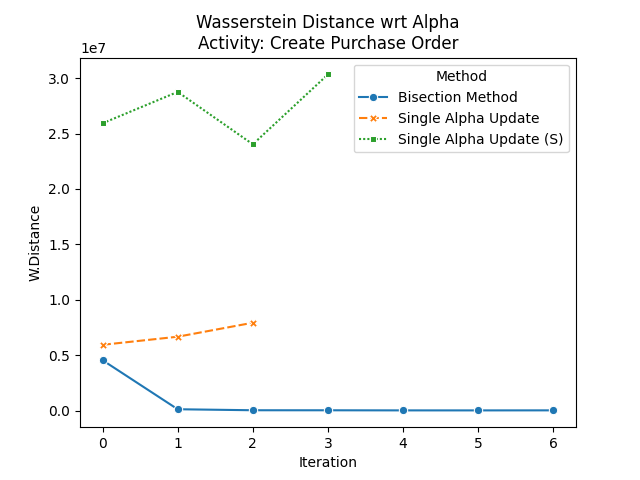 Wasserstein Distance wrt Alpha
Activity: Create Purchase Order
1e7
Method
Bisection Method
Single Alpha Update
Single Alpha Update (S)
W.Distance
3.0
2.5
2.0
1.5
1.0
0.5
0.0
0 1 2 3 4 5 6
Iteration